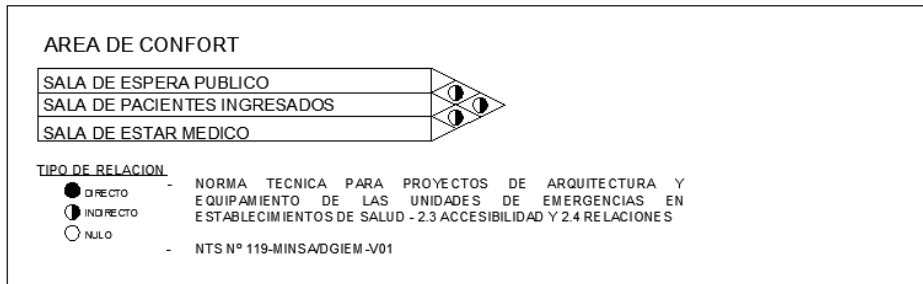 AREA DE CONFORT
SALA DE ESPERA PUBLICO
SALA DE PACIENTES INGRESADOS
SALA DE ESTAR MEDICO
TIPO DE RELACION
DIRECTO
INDIRECTO
NULO
- NORMA TECNICA PARA PROYECTOS DE ARQUITECTURA Y
EQUIPAMIENTO DE LAS UNIDADES DE EMERGENCIAS EN
ESTABLECIMIENTOS DE SALUD - 2.3 ACCESIBILIDAD Y 2.4 RELACIONES
- NTS Nº 119-MINSA/DGIEM-V01